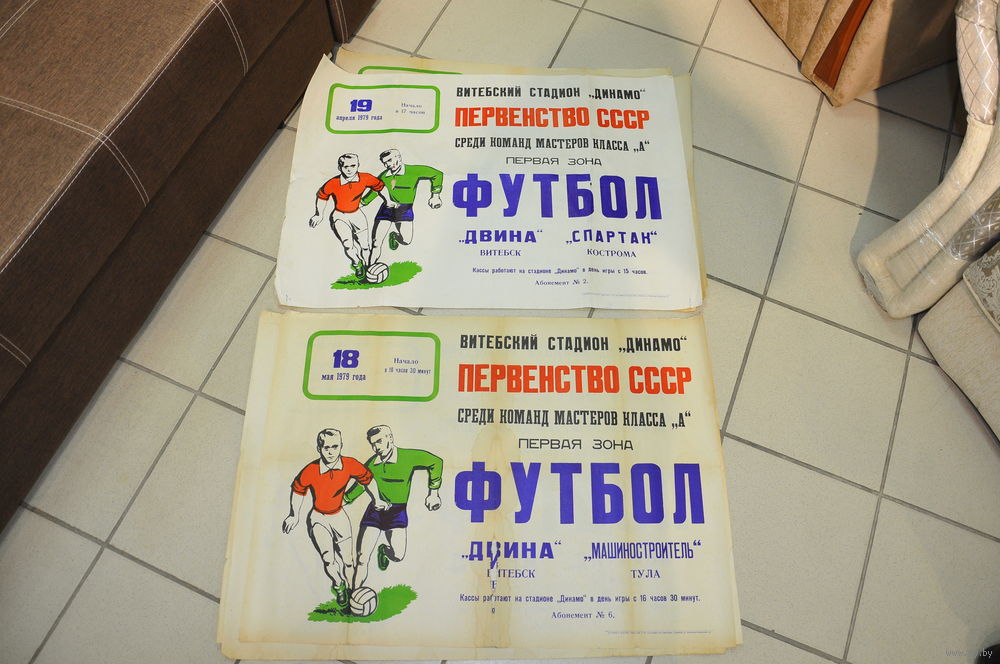 19
апреля 1979 года
Начало
в 17 часов
ВИТЕБСКИЙ СТАДИОН „ДИНАМО“
ПЕРВЕНСТВО СССР
СРЕДИ КОМАНД МАСТЕРОВ КЛАССА „А“
ПЕРВАЯ ЗОНА
ФУТБОЛ
„ДВИНА“ „СПАРТАК“
ВИТЕБСК КОСТРОМА
Кассы работают на стадионе „Динамо“ в день игры с 15 часов.
Абонемент № 2.
18
мая 1979 года
Начало
в 18 часов 30 минут
ВИТЕБСКИЙ СТАДИОН „ДИНАМО“
ПЕРВЕНСТВО СССР
СРЕДИ КОМАНД МАСТЕРОВ КЛАССА „А“
ПЕРВАЯ ЗОНА
ФУТБОЛ
„ДВИНА“ „МАШИНОСТРОИТЕЛЬ“
ВИТЕБСК ТУЛА
Кассы работают на стадионе „Динамо“ в день игры с 16 часов 30 минут.
Абонемент № 6.